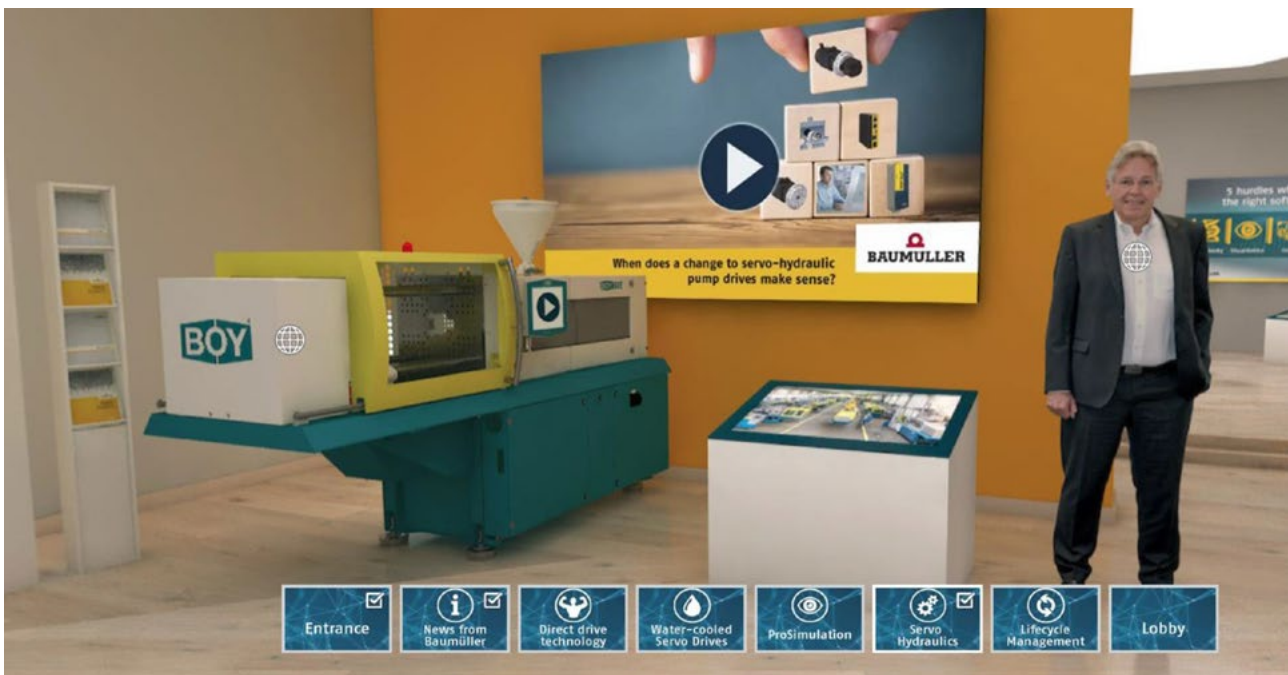 BOY
BAUMULLER
When does a change to servo-hydraulic
pump drives make sense?
5 hurdles
the right
Entrance
News from
Baumüller
Direct drive
technology
Water-cooled
Servo Drives
ProSimulation
Servo
Hydraulics
Lifecycle
Management
Lobby